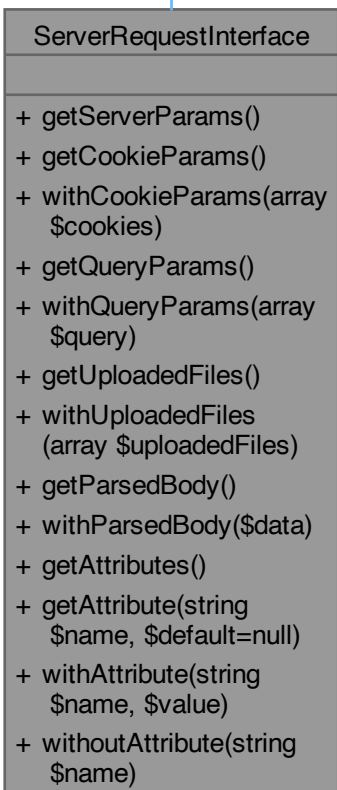 ServerRequestInterface
+ getServerParams()
+ getCookieParams()
+ withCookieParams(array
$cookies)
+ getQueryParams()
+ withQueryParams(array
$query)
+ getUploadedFiles()
+ withUploadedFiles
(array $uploadedFiles)
+ getParsedBody()
+ withParsedBody($data)
+ getAttributes()
+ getAttribute(string
$name, $default=null)
+ withAttribute(string
$name, $value)
+ withoutAttribute(string
$name)